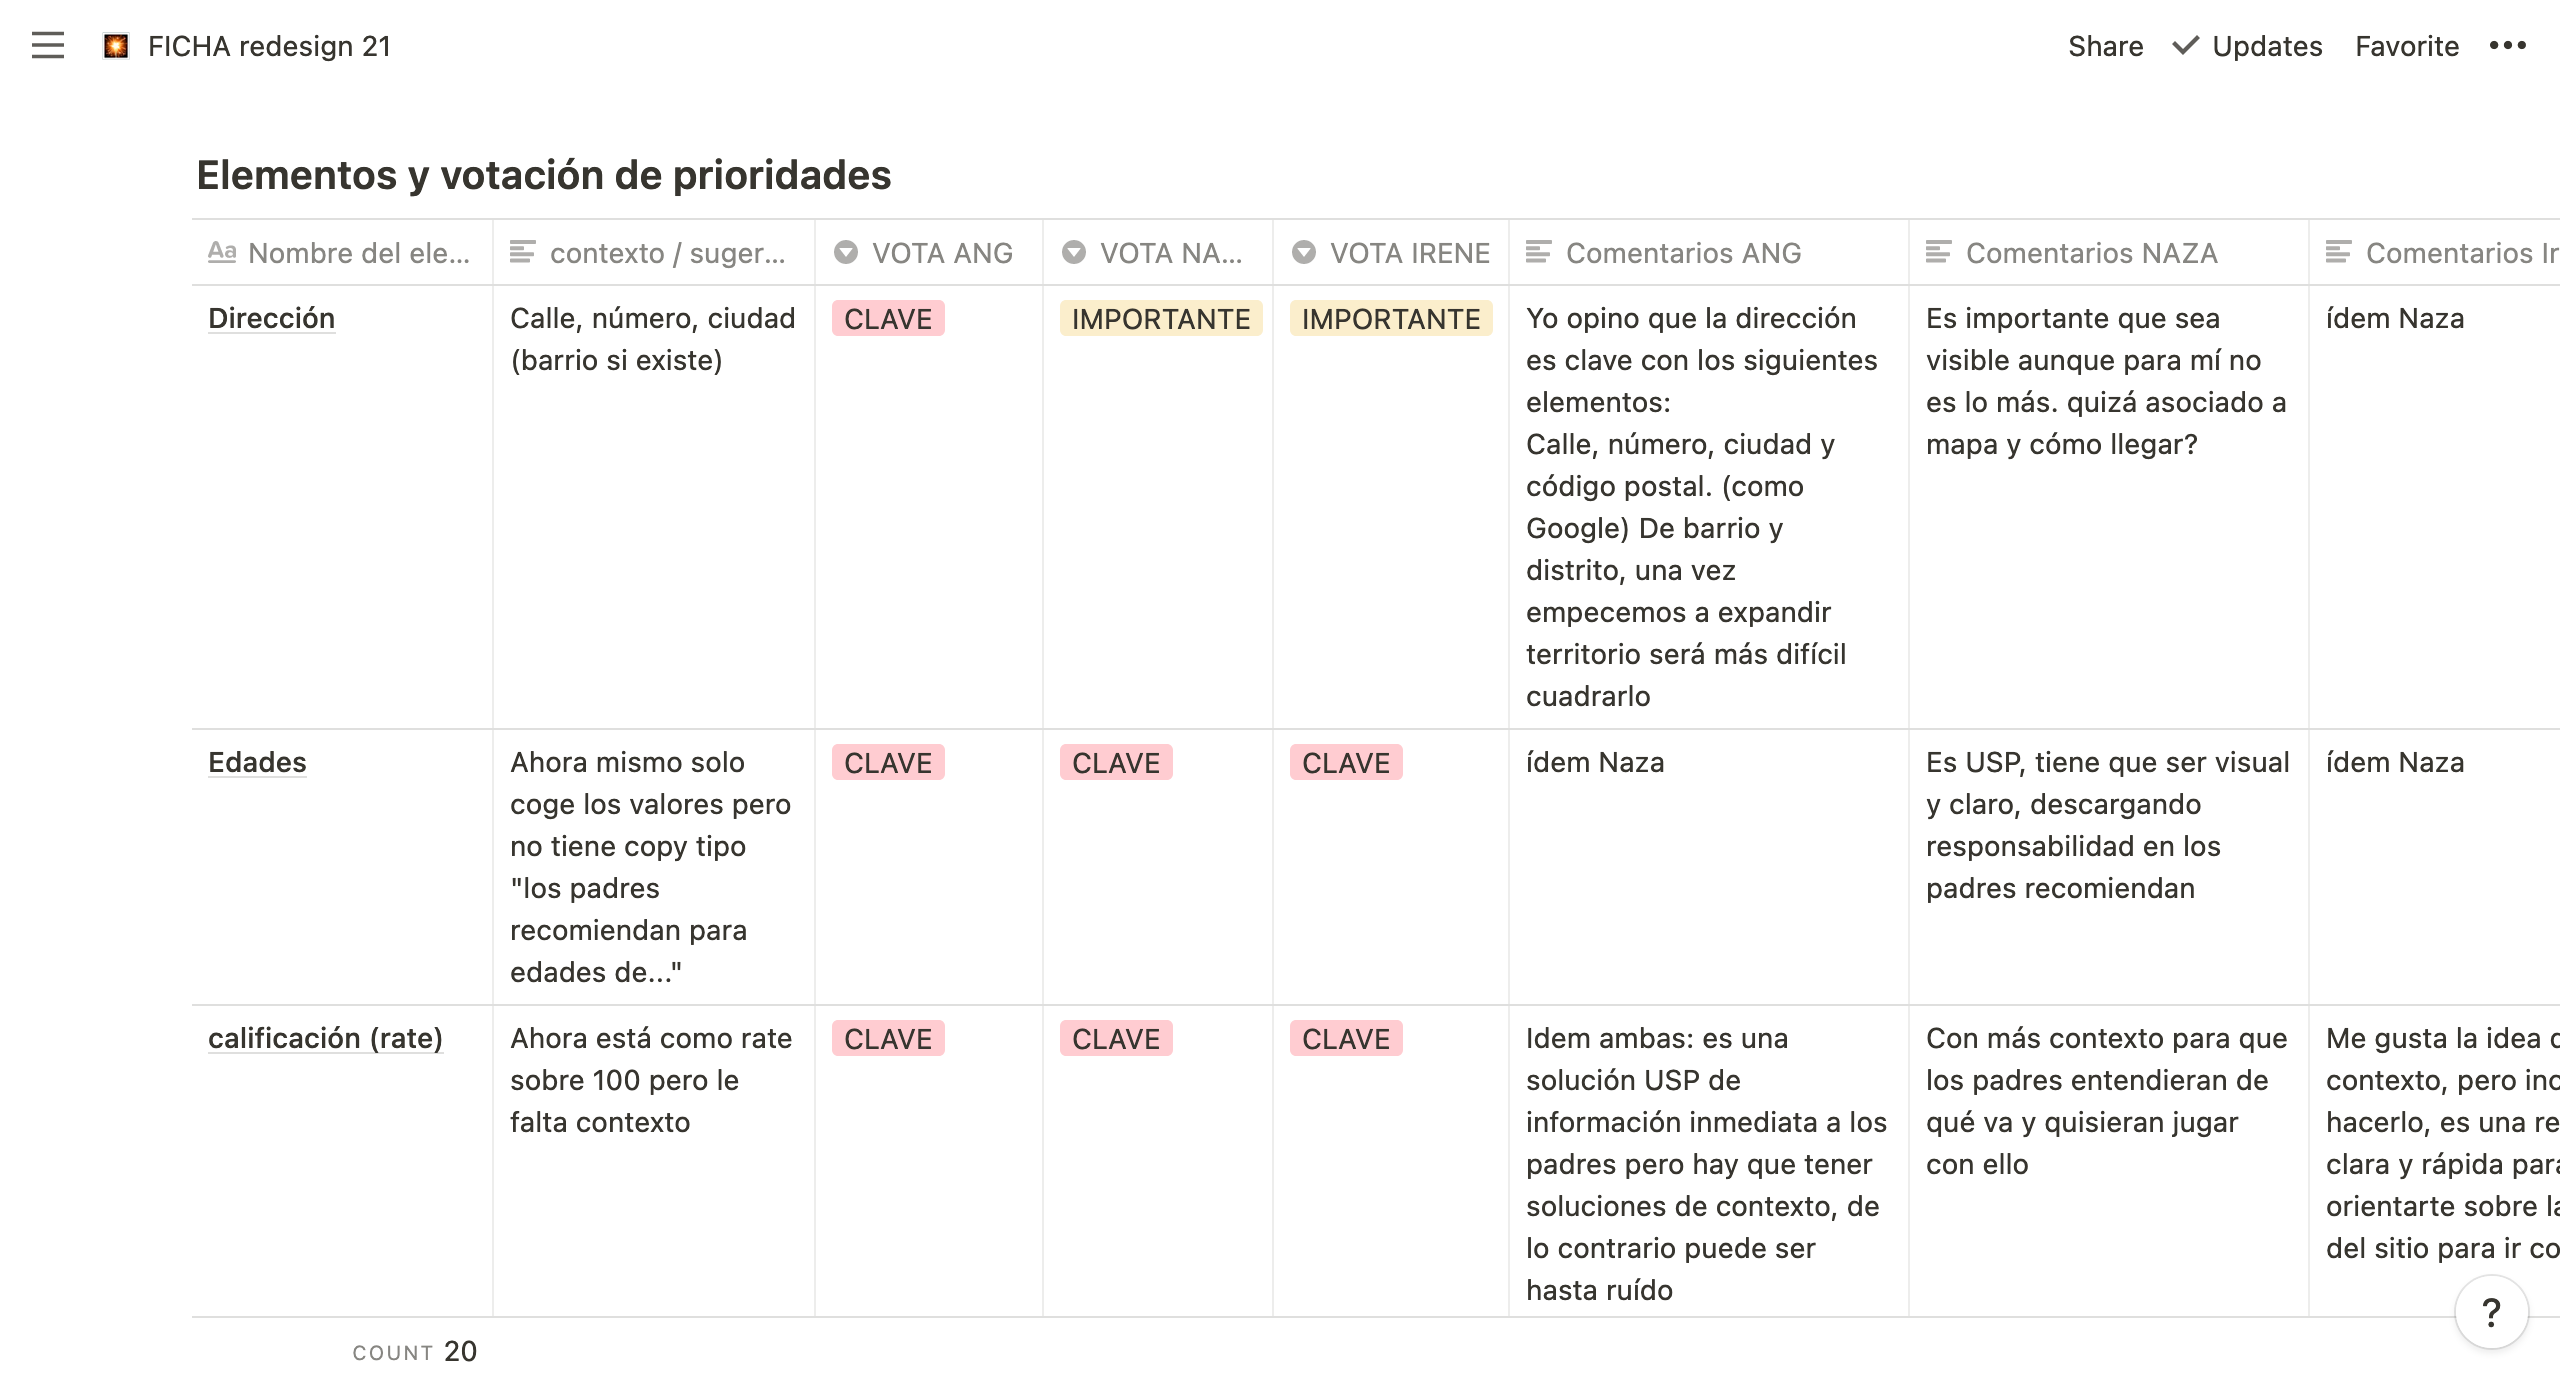 FICHA redesign 21
Share
Updates
Favorite
Elementos y votación de prioridades
Aa Nombre del ele...
contexto / suger...
VOTA ANG
VOTA NA...
VOTA IRENE
Comentarios ANG
Comentarios NAZA
Comentarios Ir
Dirección
Calle, número, ciudad
(barrio si existe)
CLAVE
IMPORTANTE
IMPORTANTE
Yo opino que la dirección
es clave con los siguientes
elementos:
Calle, número, ciudad y
código postal. (como
Google) De barrio y
distrito, una vez
empecemos a expandir
territorio será más difícil
cuadrarlo
Es importante que sea
visible aunque para mí no
es lo más. quizá asociado a
mapa y cómo llegar?
ídem Naza
Edades
Ahora mismo solo
coge los valores pero
no tiene copy tipo
"los padres
recomiendan para
edades de..."
CLAVE
CLAVE
CLAVE
ídem Naza
Es USP, tiene que ser visual
y claro, descargando
responsabilidad en los
padres recomiendan
ídem Naza
calificación (rate)
Ahora está como rate
sobre 100 pero le
falta contexto
CLAVE
CLAVE
CLAVE
Idem ambas: es una
solución USP de
información inmediata a los
padres pero hay que tener
soluciones de contexto, de
lo contrario puede ser
hasta ruído
Con más contexto para que
los padres entendieran de
qué va y quisieran jugar
con ello
Me gusta la idea
contexto, pero
hacerlo, es una
clara y rápida
orientarte sobre
del sitio para ir
?
COUNT 20